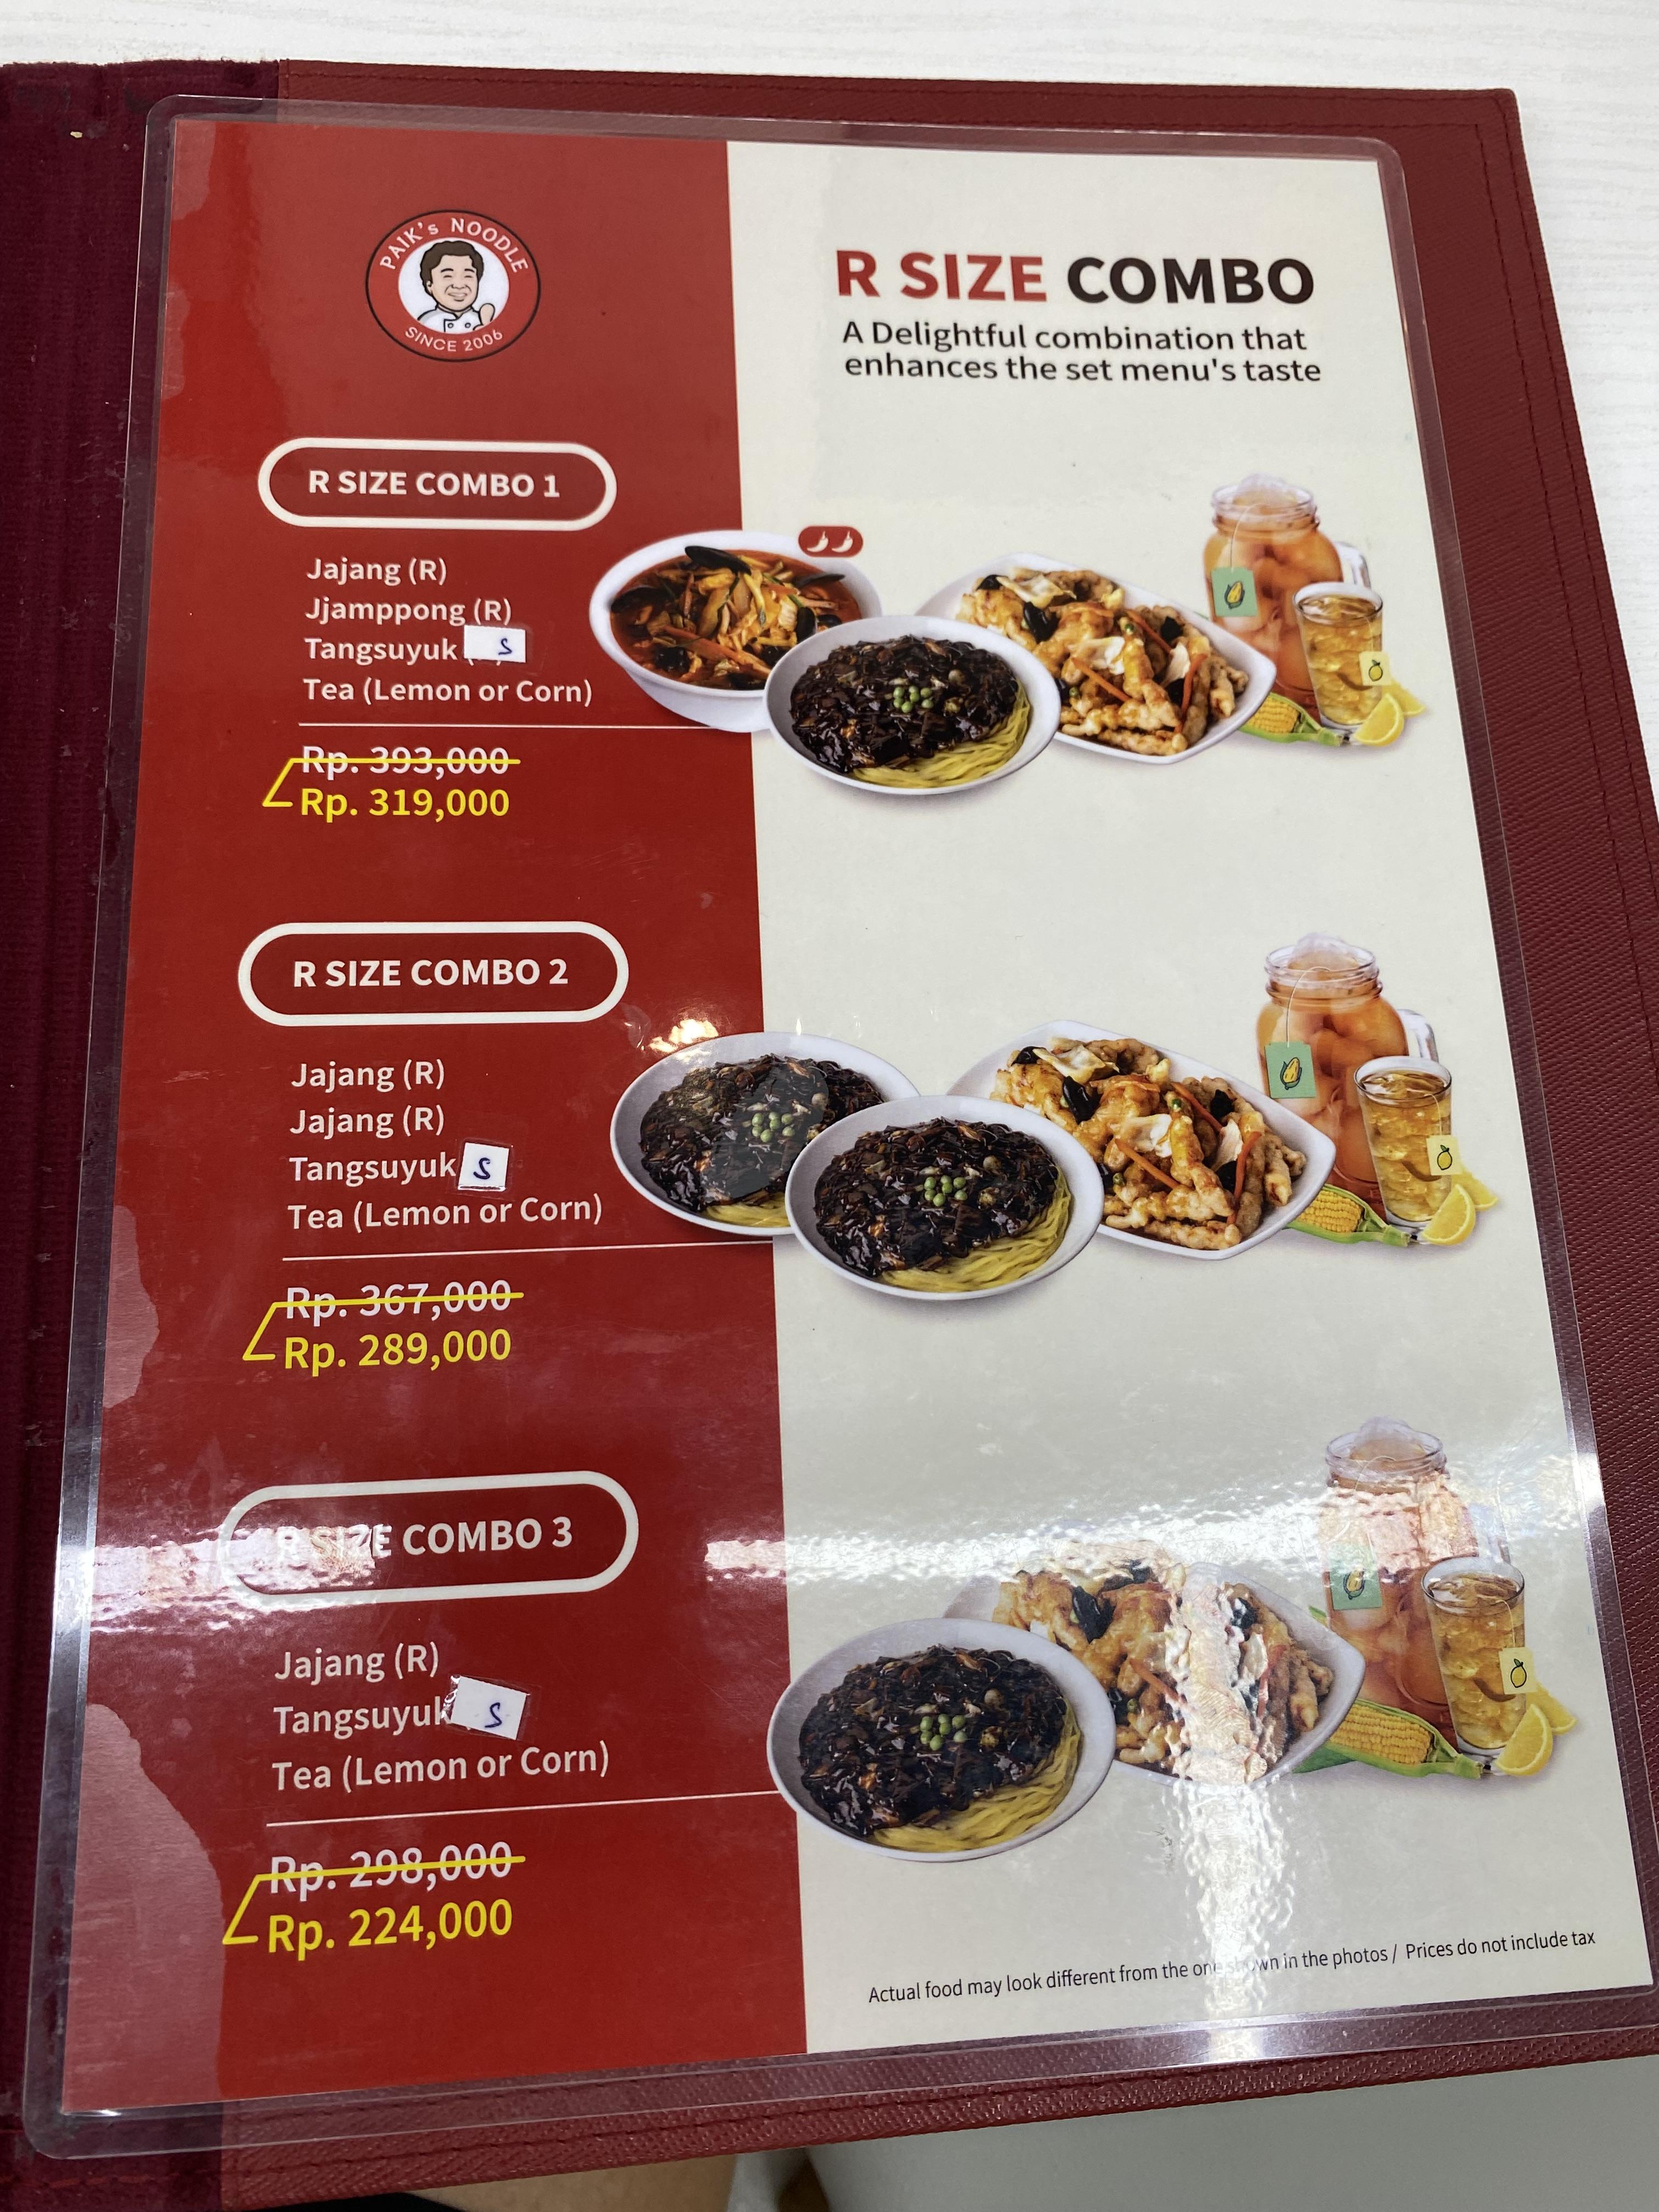 PAIK's NOODLE
SINCE 2006
R SIZE COMBO
A Delightful combination that
enhances the set menu's taste
R SIZE COMBO 1
Jajang (R)
Jjamppong (R)
Tangsuyuk S
Tea (Lemon or Corn)
Rp. 393,000
Rp. 319,000
R SIZE COMBO 2
Jajang (R)
Jajang (R)
Tangsuyuk S
Tea (Lemon or Corn)
Rp. 367,000
Rp. 289,000
R SIZE COMBO 3
Jajang (R)
Tangsuyuk S
Tea (Lemon or Corn)
Rp. 298,000
Rp. 224,000
Actual food may look different from the one shown in the photos / Prices do not include tax